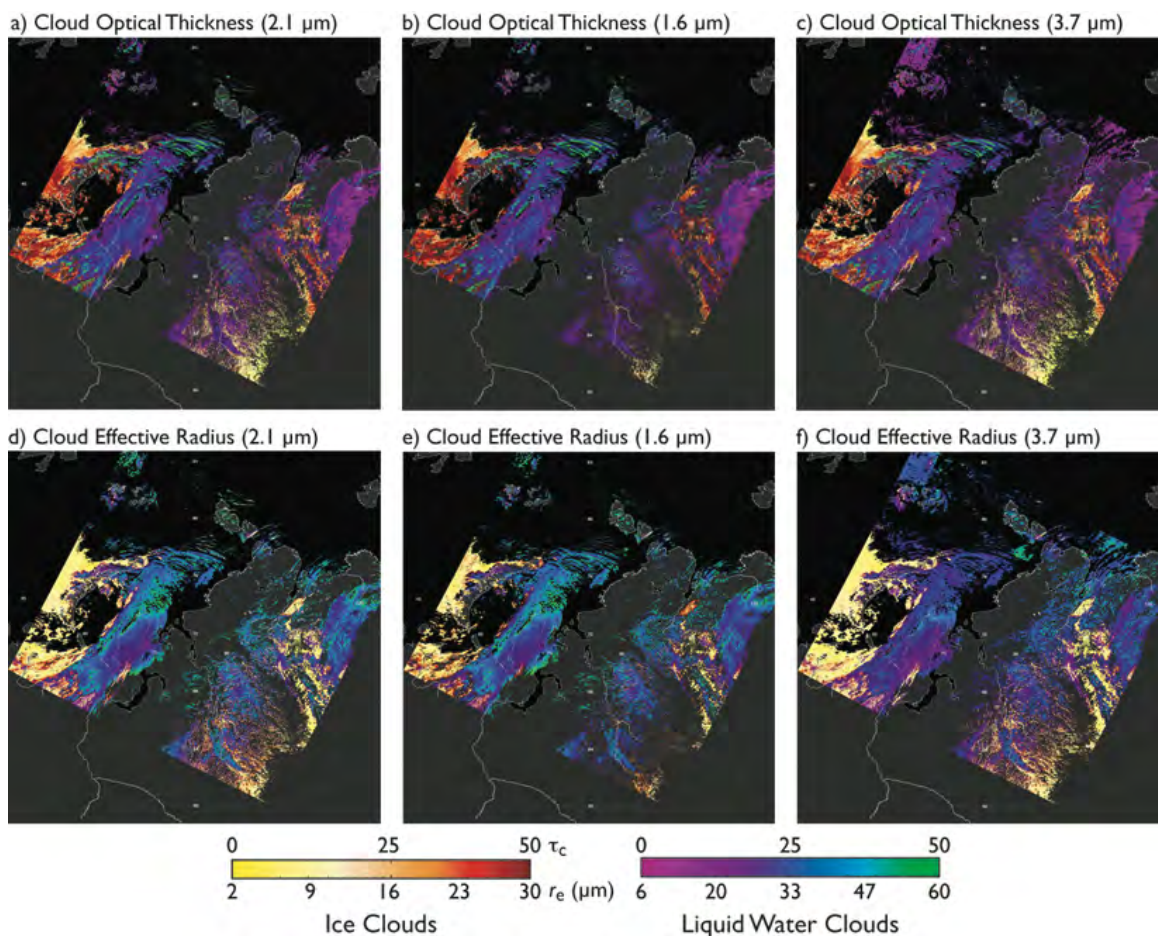 a) Cloud Optical Thickness (2.1 µm)
b) Cloud Optical Thickness (1.6 µm)
c) Cloud Optical Thickness (3.7 µm)
d) Cloud Effective Radius (2.1 µm)
e) Cloud Effective Radius (1.6 µm)
f) Cloud Effective Radius (3.7 µm)
0 25 50 τc
2 9 16 23 30 re (µm)
Ice Clouds
0 25 50
6 20 33 47 60
Liquid Water Clouds